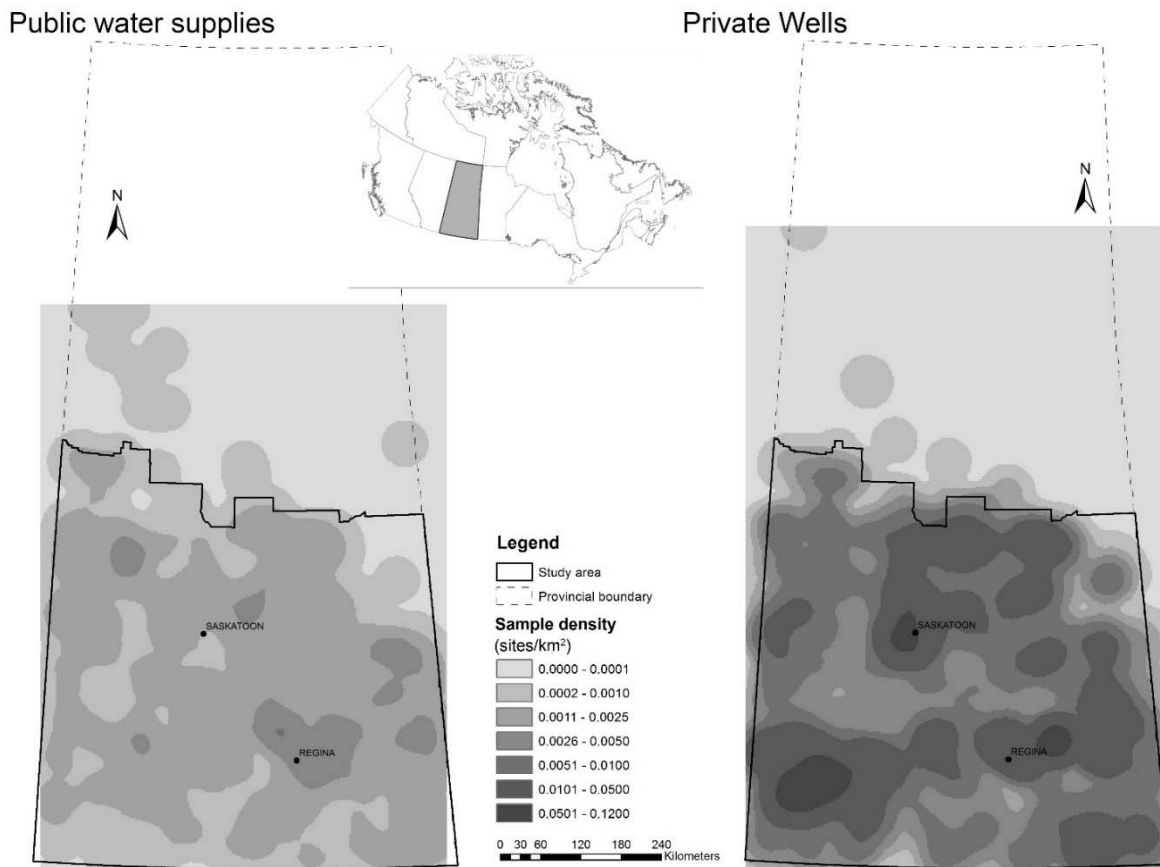 Public water supplies
Private Wells
N
N
SASKATOON
REGINA
Legend
Study area
Provincial boundary
Sample density
(sites/km²)
0.0000 - 0.0001
0.0002 - 0.0010
0.0011 - 0.0025
0.0026 - 0.0050
0.0051 - 0.0100
0.0101 - 0.0500
0.0501 - 0.1200
0 30 60 120 180 240
Kilometers
SASKATOON
REGINA